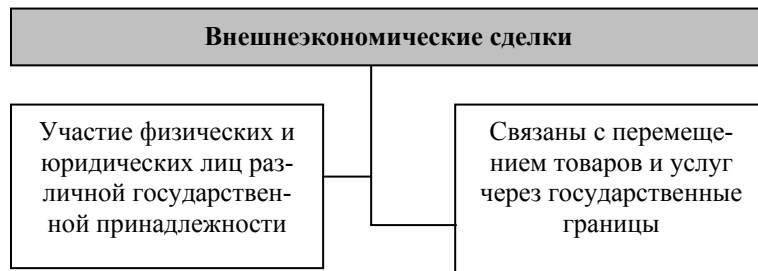 Внешнеэкономические сделки
Участие физических и
юридических лиц раз-
личной государствен-
ной принадлежности
Связаны с перемеще-
нием товаров и услуг
через государственные
границы